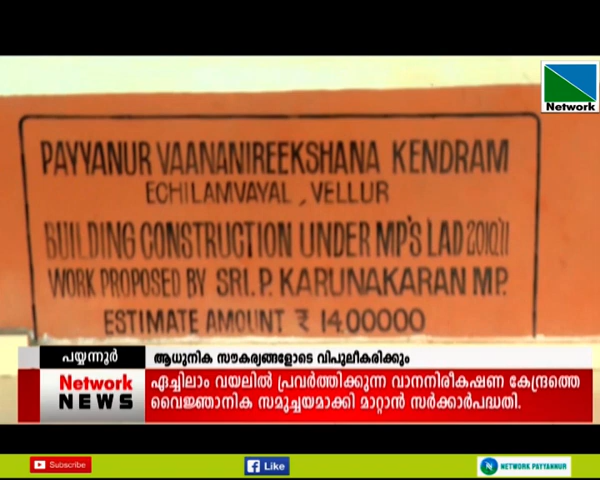 Network
PAYYANUR VAANANIREEKSHANA KENDRAM
ECHILAMVAYAL, VELLUR
BUILDING CONSTRUCTION UNDER MP'S LAD 2010,11
WORK PROPOSED BY SRI. P. KARUNAKARAN MP.
ESTIMATE AMOUNT ₹ 1400000
പയ്യന്നൂർ ആധുനിക സൗകര്യങ്ങളോടെ വിപുലീകരിക്കും
Network NEWS
ഏച്ചിലാം വയലിൽ പ്രവർത്തിക്കുന്ന വാനനിരീക്ഷണ കേന്ദ്രത്തെ
വൈജ്ഞാനിക സമുച്ചയമാക്കി മാറ്റാൻ സർക്കാർപദ്ധതി.
Subscribe Like NETWORK PAYYANNUR